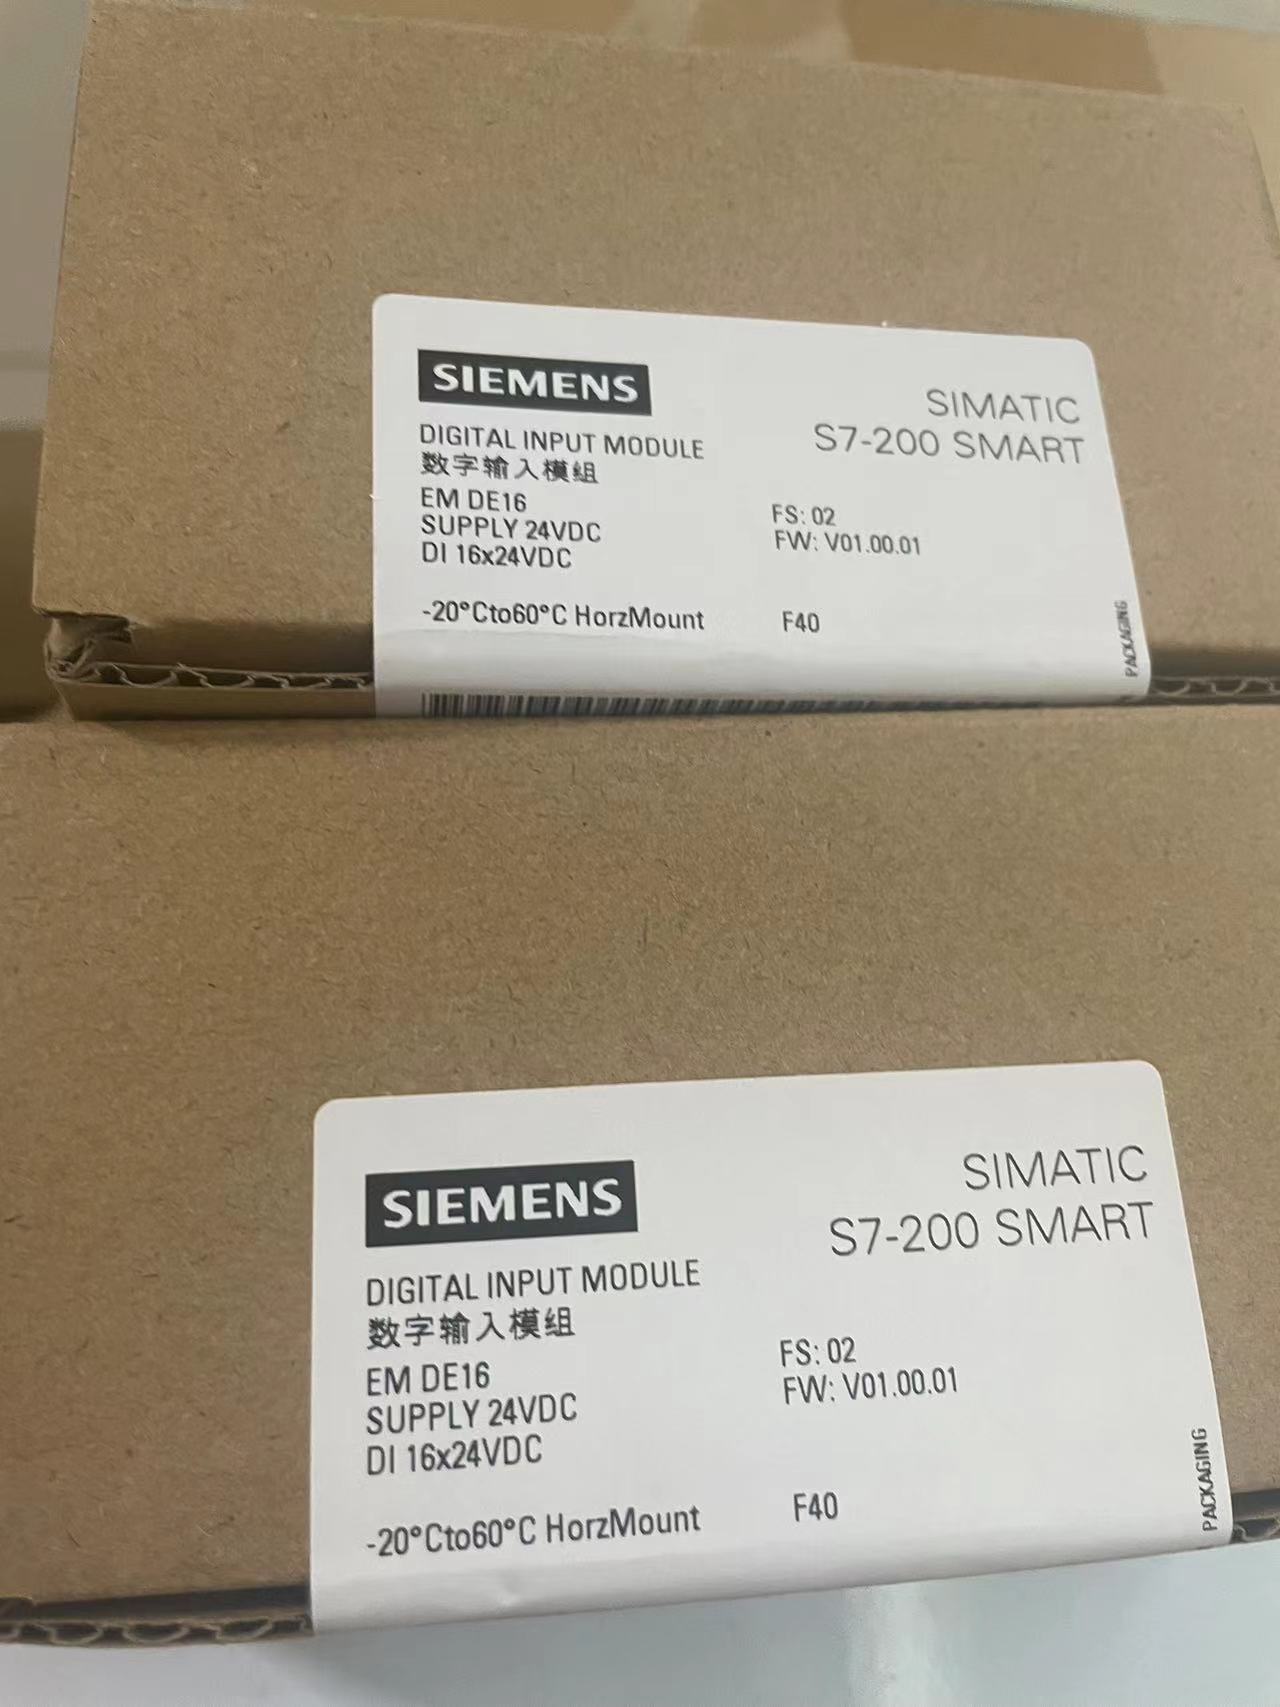 SIEMENS
SIMATIC
S7-200 SMART
DIGITAL INPUT MODULE
数字输入模组
EM DE16
SUPPLY 24VDC
DI 16x24VDC
FS: 02
FW: V01.00.01
-20°Cto60°C HorzMount
F40
PACKAGING
SIEMENS
SIMATIC
S7-200 SMART
DIGITAL INPUT MODULE
数字输入模组
EM DE16
SUPPLY 24VDC
DI 16x24VDC
FS: 02
FW: V01.00.01
-20°Cto60°C HorzMount
F40
PACKAGING